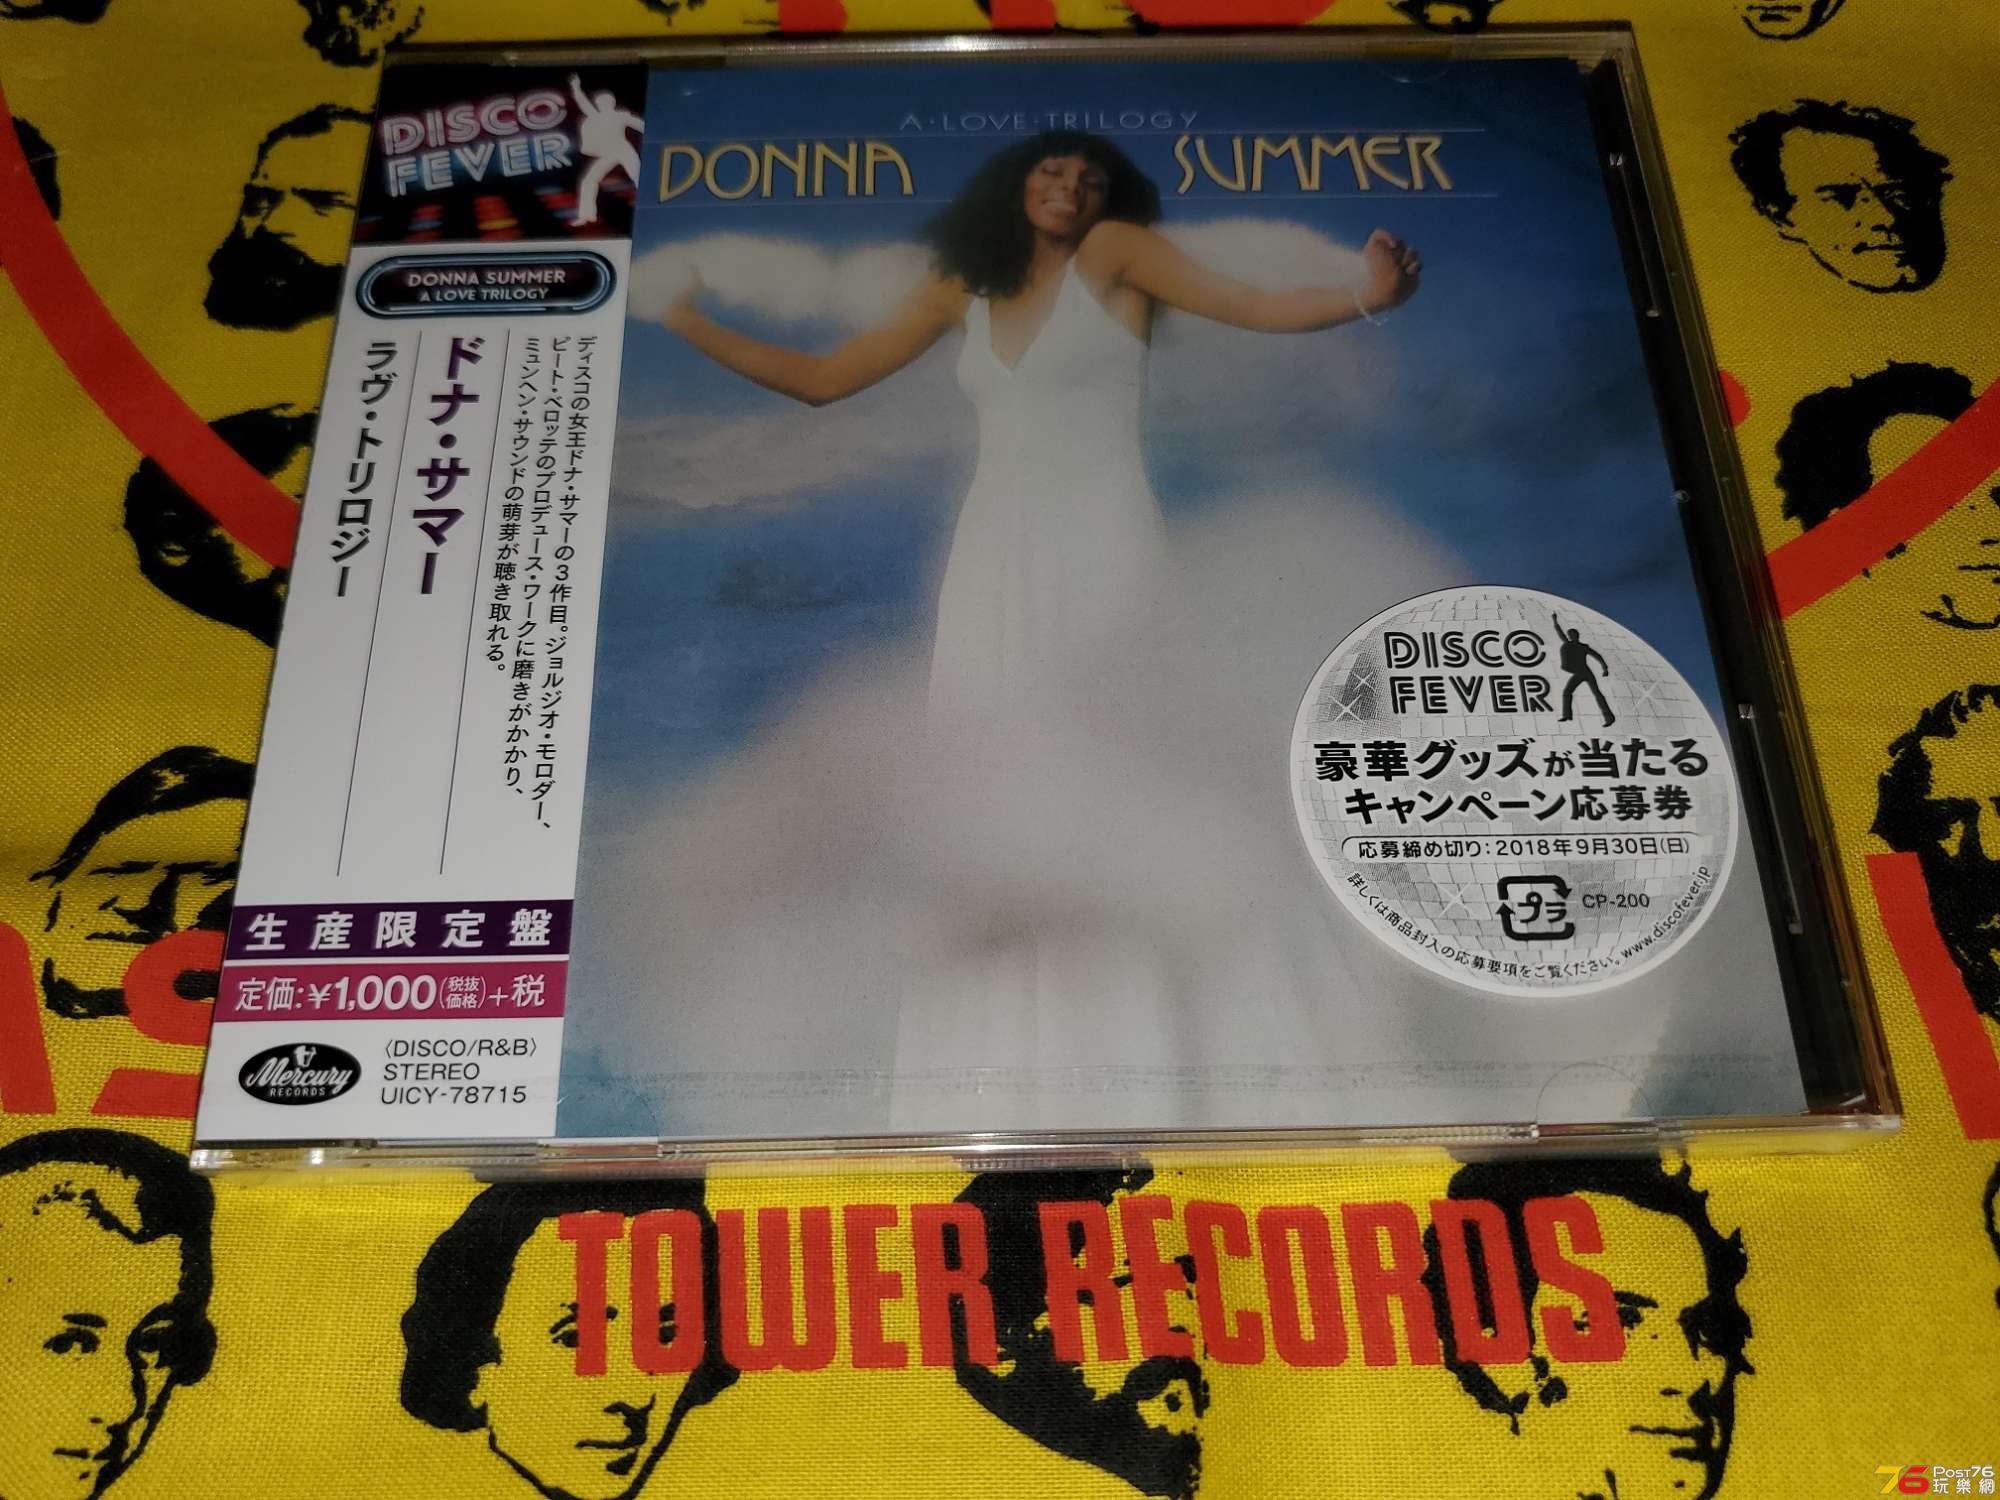 DISCO
FEVER
DONNA SUMMER
A LOVE TRILOGY
ディスコの女王ドナ・サマーの3作目。ジョルジオ・モロダー、
ピート・ベロッテのプロデュース・ワークに磨きがかかり、
ミュンヘン・サウンドの萌芽が聴き取れる。
ドナ・サマー
ラヴ・トリロジー
生産限定盤
定価:¥1,000(税抜価格)+税
Mercury
RECORDS
〈DISCO/R&B〉
STEREO
UICY-78715
A·LOVE·TRILOGY
DONNA SUMMER
DISCO
FEVER
豪華グッズが当たる
キャンペーン応募券
応募締め切り:2018年9月30日(日)
プラ
CP-200
詳しくは商品封入の応募要項をご覧ください。www.discofever.jp
TOWER RECORDS
76 POST76
玩樂網